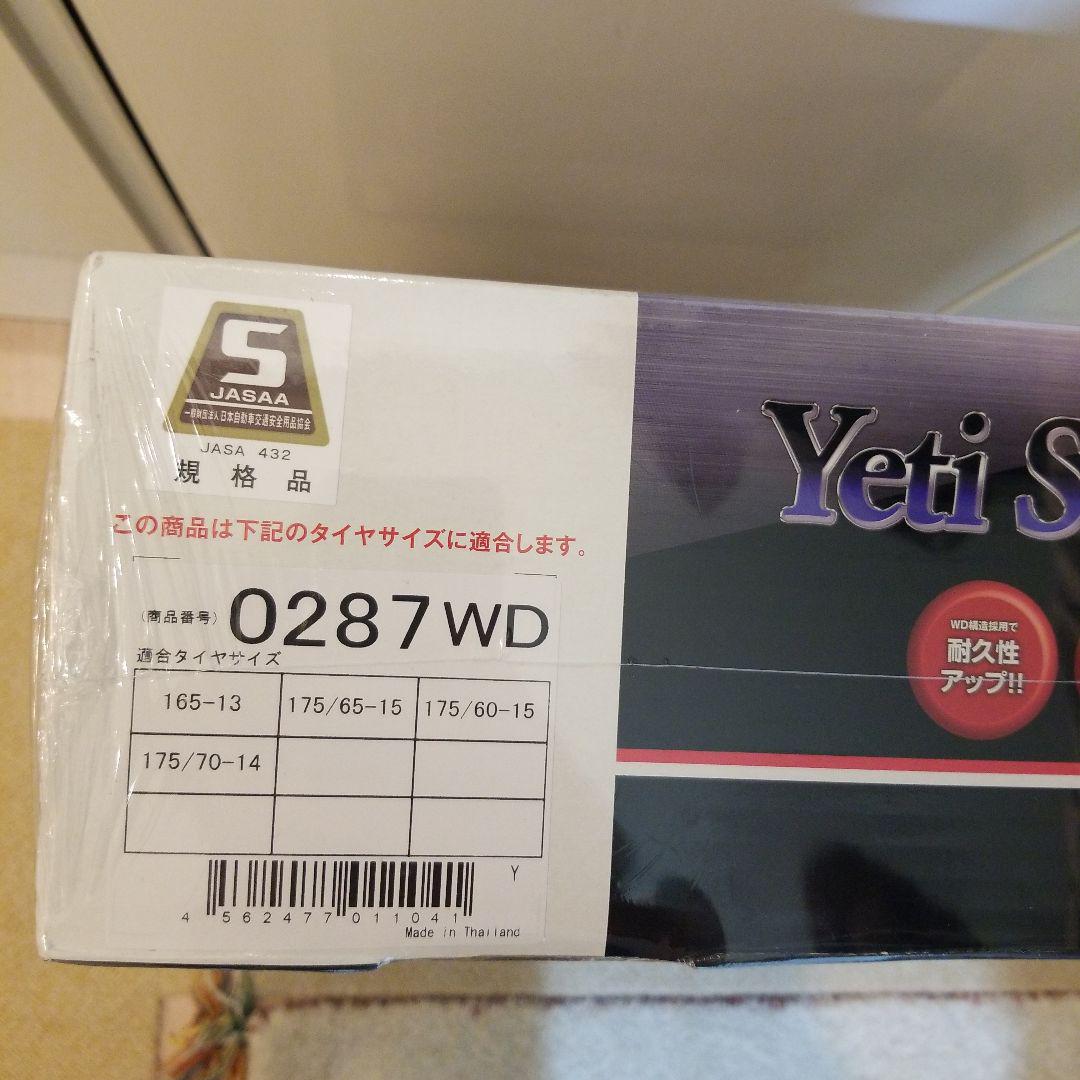 S
JASAA
一般財団法人 日本自動車交通安全用品協会
JASA 432
規格品
この商品は下記のタイヤサイズに適合します。
(商品番号) 0287WD
適合タイヤサイズ
165-13 175/65-15 175/60-15
175/70-14
Y
4 562477 011041
Made in Thailand
Yeti S
WD構造採用で
耐久性
アップ!!